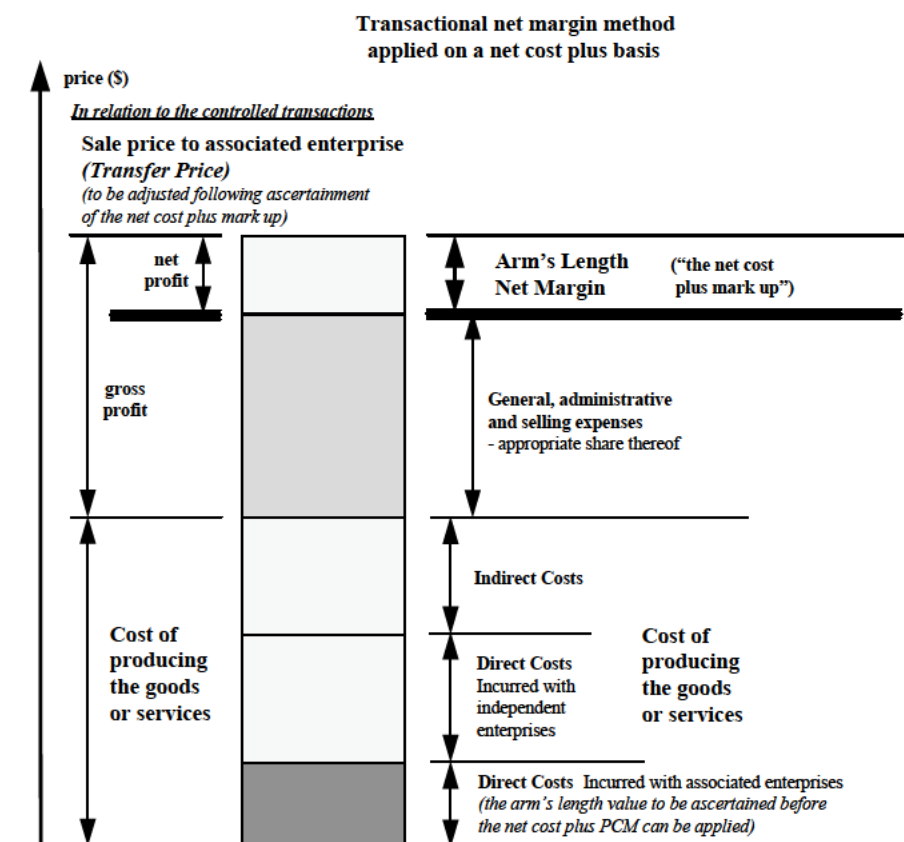 Transactional net margin method
applied on a net cost plus basis
price ($)
In relation to the controlled transactions
Sale price to associated enterprise
(Transfer Price)
(to be adjusted following ascertainment
of the net cost plus mark up)
net
profit
Arm's Length
Net Margin
("the net cost
plus mark up")
gross
profit
General, administrative
and selling expenses
- appropriate share thereof
Indirect Costs
Cost of
producing
the goods
or services
Direct Costs
Incurred with
independent
enterprises
Cost of
producing
the goods
or services
Direct Costs Incurred with associated enterprises
(the arm's length value to be ascertained before
the net cost plus PCM can be applied)